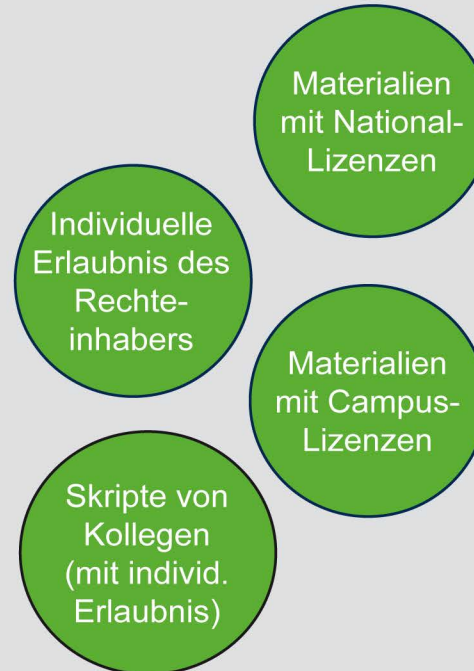 Materialien
mit National-
Lizenzen
Individuelle
Erlaubnis des
Rechte-
inhabers
Materialien
mit Campus-
Lizenzen
Skripte von
Kollegen
(mit individ.
Erlaubnis)